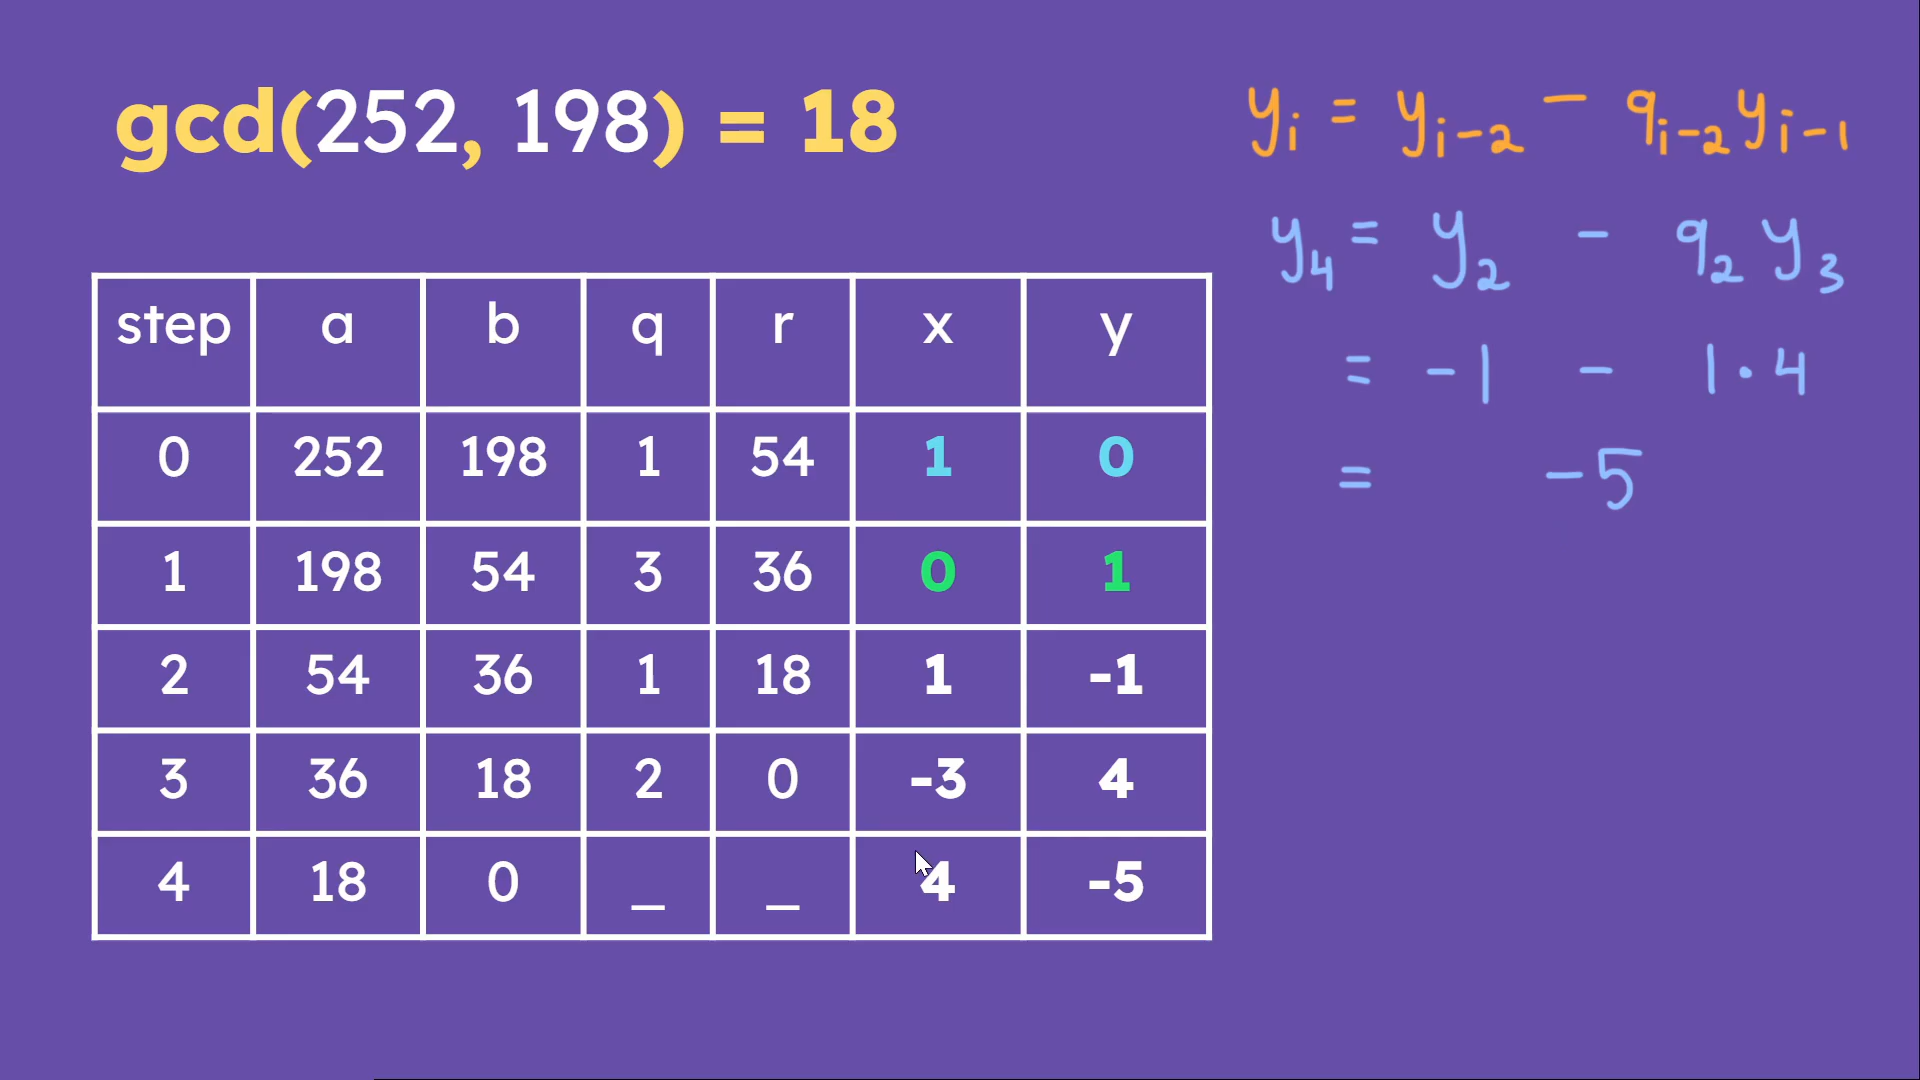 gcd(252, 198) = 18
step a b q r x y
0 252 198 1 54 1 0
1 198 54 3 36 0 1
2 54 36 1 18 1 -1
3 36 18 2 0 -3 4
4 18 0 _ _ 4 -5
yᵢ = yᵢ₋₂ − qᵢ₋₂yᵢ₋₁
y₄ = y₂ − q₂y₃
= -1 − 1·4
= -5